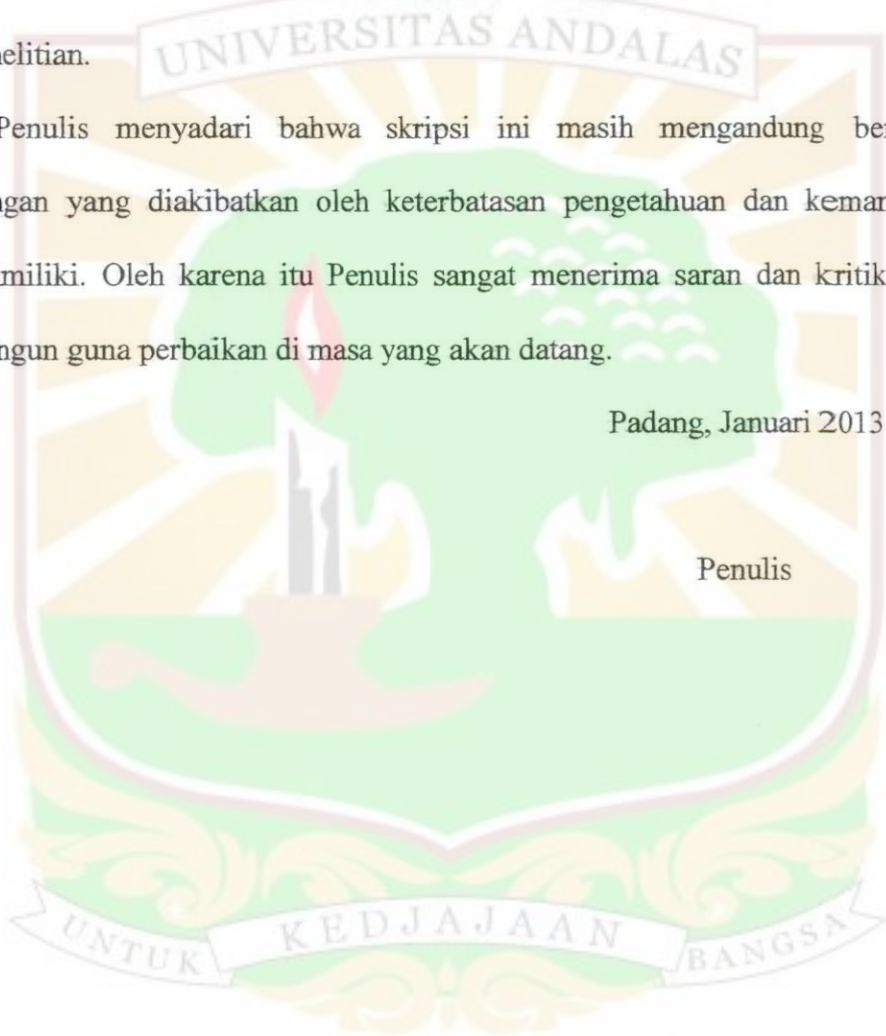 UNIVERSITAS ANDALAS
elitian.
Penulis menyadari bahwa skripsi ini masih mengandung ber
ngan yang diakibatkan oleh keterbatasan pengetahuan dan kemar
miliki. Oleh karena itu Penulis sangat menerima saran dan kritik
ngun guna perbaikan di masa yang akan datang.
Padang, Januari 2013
Penulis
UNTUK KEDJAJAAN BANGSA